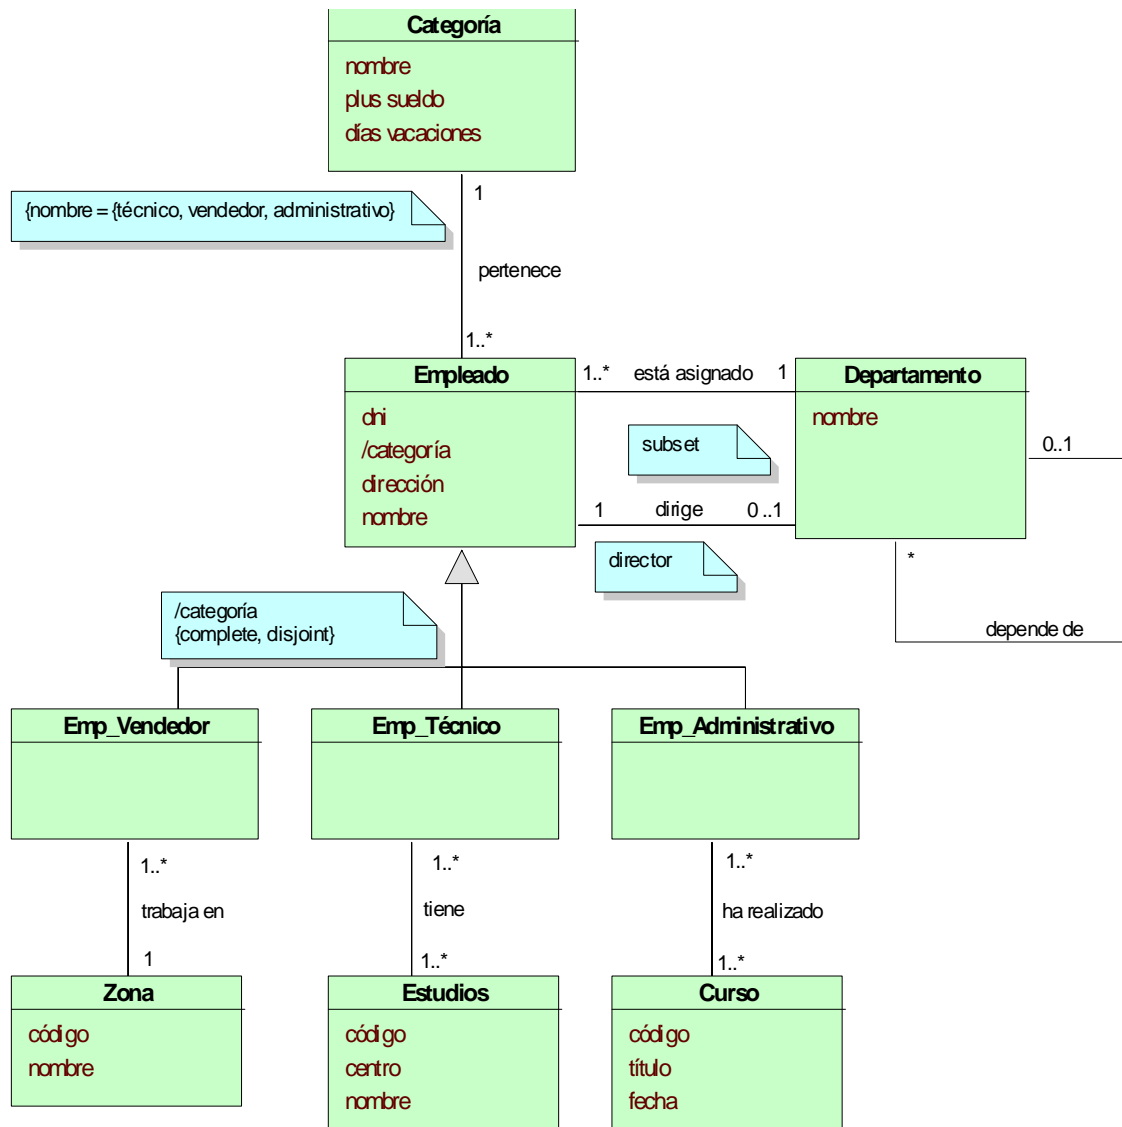 Categoría
nombre
plus sueldo
días vacaciones
{nombre = {técnico, vendedor, administrativo}
1
pertenece
1..*
Empleado
dni
/categoría
dirección
nombre
1..* está asignado 1
subset
1 dirige 0 ..1
director
Departamento
nombre
0..1
*
depende de
/categoría
{complete, disjoint}
Emp_Vendedor
Emp_Técnico
Emp_Administrativo
1..*
trabaja en
1
1..*
tiene
1..*
1..*
ha realizado
1..*
Zona
código
nombre
Estudios
código
centro
nombre
Curso
código
título
fecha